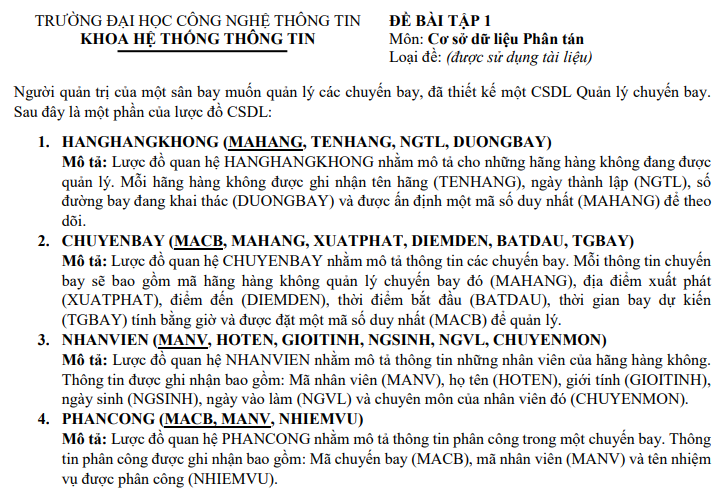 TRƯỜNG ĐẠI HỌC CÔNG NGHỆ THÔNG TIN
KHOA HỆ THỐNG THÔNG TIN
ĐỀ BÀI TẬP 1
Môn: Cơ sở dữ liệu Phân tán
Loại đề: (được sử dụng tài liệu)
Người quản trị của một sân bay muốn quản lý các chuyến bay, đã thiết kế một CSDL Quản lý chuyến bay.
Sau đây là một phần của lược đồ CSDL:
1. HANGHANGKHONG (MAHANG, TENHANG, NGTL, DUONGBAY)
Mô tả: Lược đồ quan hệ HANGHANGKHONG nhằm mô tả cho những hãng hàng không đang được
quản lý. Mỗi hãng hàng không được ghi nhận tên hãng (TENHANG), ngày thành lập (NGTL), số
đường bay đang khai thác (DUONGBAY) và được ấn định một mã số duy nhất (MAHANG) để theo
dõi.
2. CHUYENBAY (MACB, MAHANG, XUATPHAT, DIEMDEN, BATDAU, TGBAY)
Mô tả: Lược đồ quan hệ CHUYENBAY nhằm mô tả thông tin các chuyến bay. Mỗi thông tin chuyến
bay sẽ bao gồm mã hãng hàng không quản lý chuyến bay đó (MAHANG), địa điểm xuất phát
(XUATPHAT), điểm đến (DIEMDEN), thời điểm bắt đầu (BATDAU), thời gian bay dự kiến
(TGBAY) tính bằng giờ và được đặt một mã số duy nhất (MACB) để quản lý.
3. NHANVIEN (MANV, HOTEN, GIOITINH, NGSINH, NGVL, CHUYENMON)
Mô tả: Lược đồ quan hệ NHANVIEN nhằm mô tả thông tin những nhân viên của hãng hàng không.
Thông tin được ghi nhận bao gồm: Mã nhân viên (MANV), họ tên (HOTEN), giới tính (GIOITINH),
ngày sinh (NGSINH), ngày vào làm (NGVL) và chuyên môn của nhân viên đó (CHUYENMON).
4. PHANCONG (MACB, MANV, NHIEMVU)
Mô tả: Lược đồ quan hệ PHANCONG nhằm mô tả thông tin phân công trong một chuyến bay. Thông
tin phân công được ghi nhận bao gồm: Mã chuyến bay (MACB), mã nhân viên (MANV) và tên nhiệm
vụ được phân công (NHIEMVU).